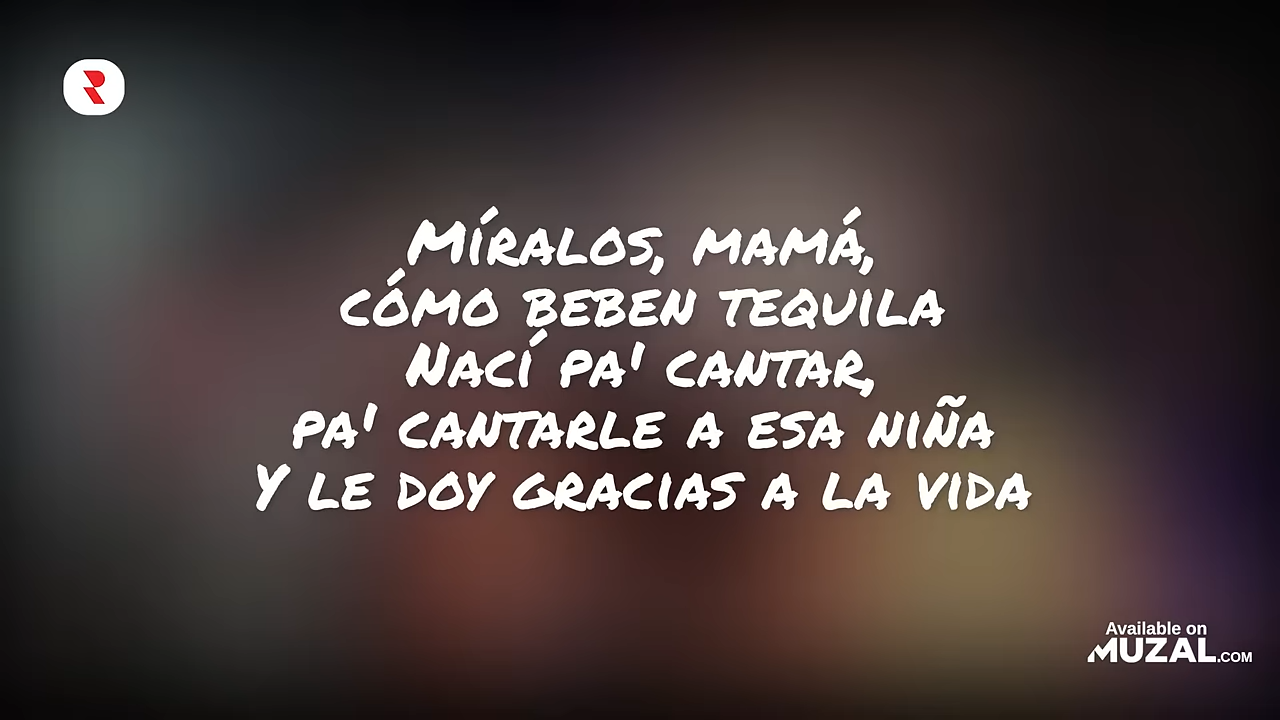 R
Míralos, mamá,
cómo beben tequila
Nací pa' cantar,
pa' cantarle a esa niña
Y le doy gracias a la vida
Available on
MUZAL.COM